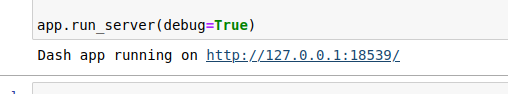 app.run_server(debug=True)
Dash app running on http://127.0.0.1:18539/